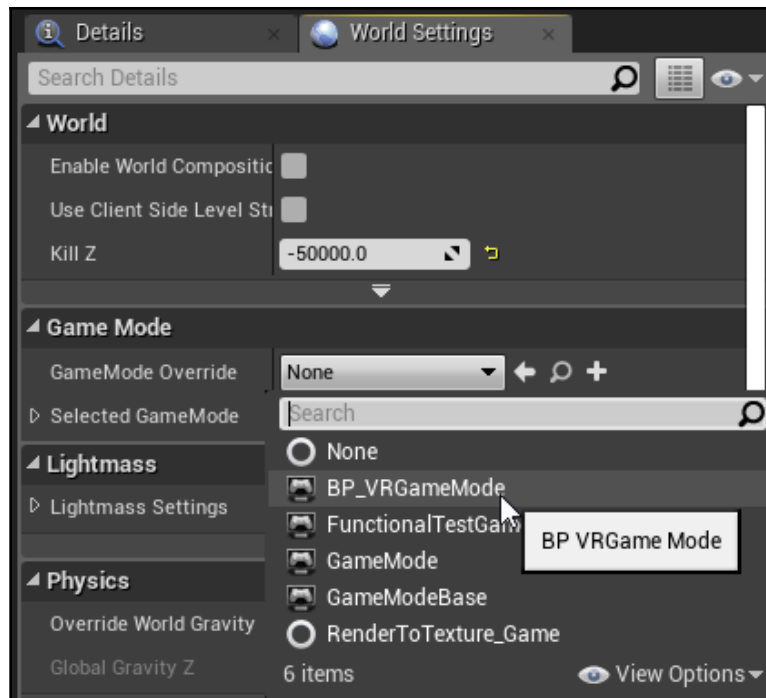 Details
World Settings
Search Details
World
Enable World Compositic
Use Client Side Level Str
Kill Z
-50000.0
Game Mode
GameMode Override
None
Selected GameMode
Search
None
BP_VRGameMode
FunctionalTestGam
BP VRGame Mode
GameMode
GameModeBase
RenderToTexture_Game
6 items
View Options
Lightmass
Lightmass Settings
Physics
Override World Gravity
Global Gravity Z